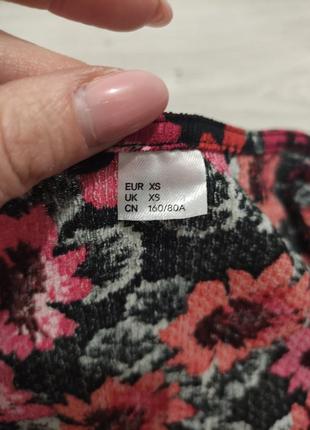 EUR XS
UK XS
CN 160/80A